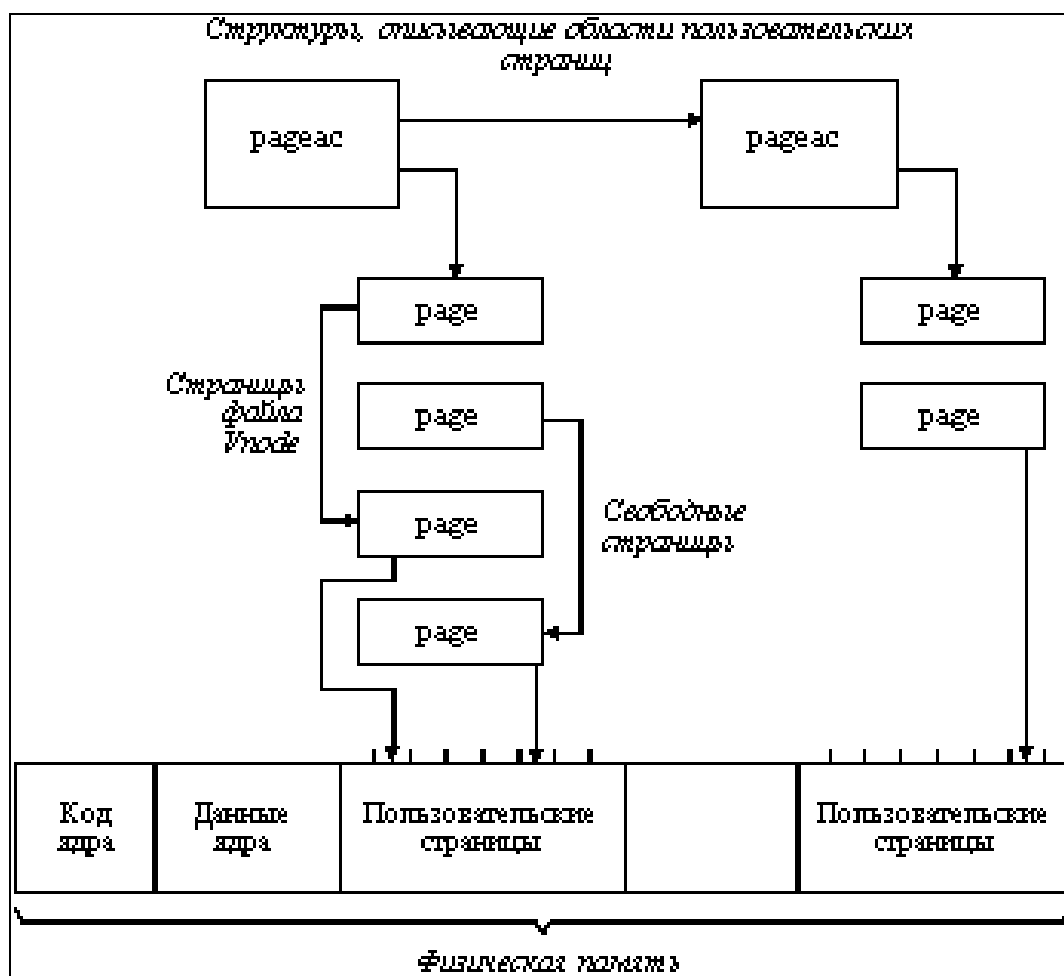 Структуры, описывающие области пользовательских
страниц
pageac
pageac
page
page
Страницы
файла
Vnode
page
page
page
Свободные
страницы
page
Код
ядра
Данные
ядра
Пользовательские
страницы
Пользовательские
страницы
Физическая память